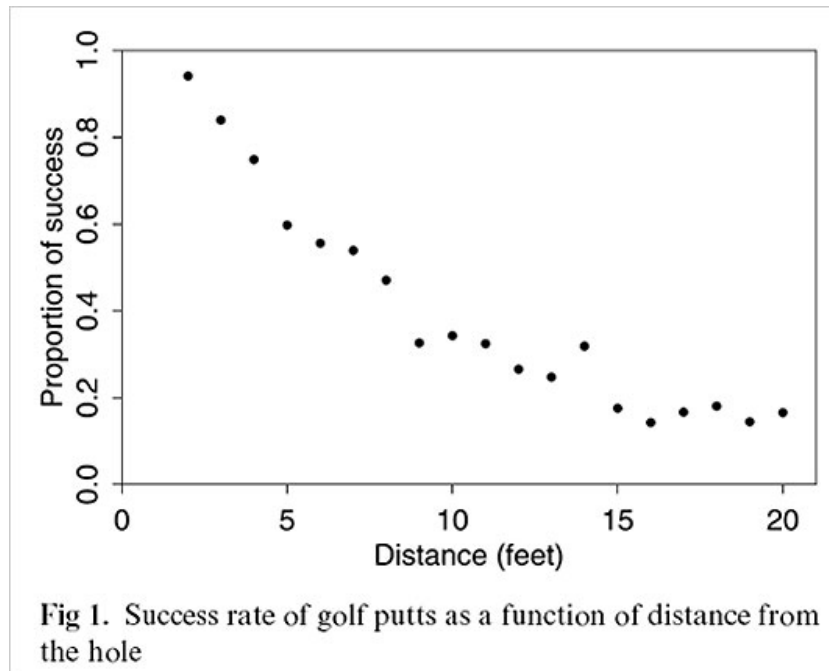 1.0
0.8
0.6
0.4
0.2
0.0
Proportion of success
0 5 10 15 20
Distance (feet)
Fig 1. Success rate of golf putts as a function of distance from
the hole